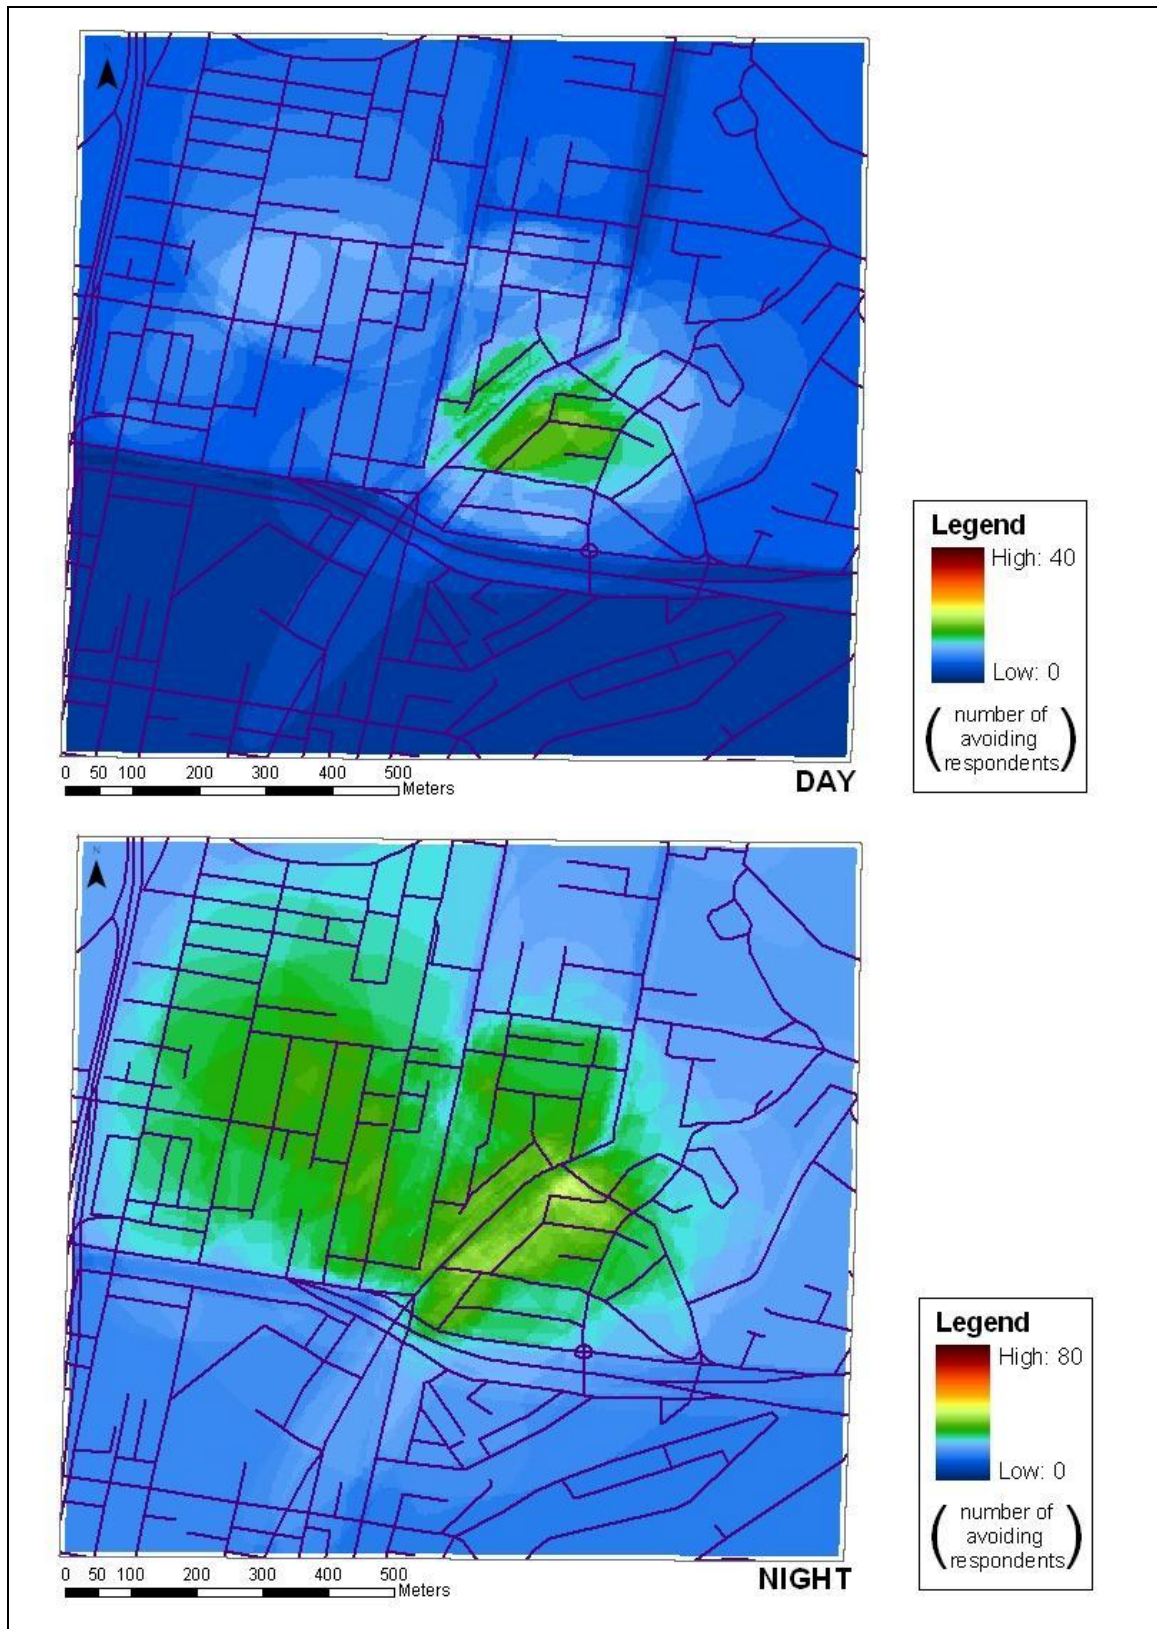 N
Legend
High: 40
Low: 0
(number of
avoiding
respondents)
0 50 100 200 300 400 500
Meters
DAY
N
Legend
High: 80
Low: 0
(number of
avoiding
respondents)
0 50 100 200 300 400 500
Meters
NIGHT